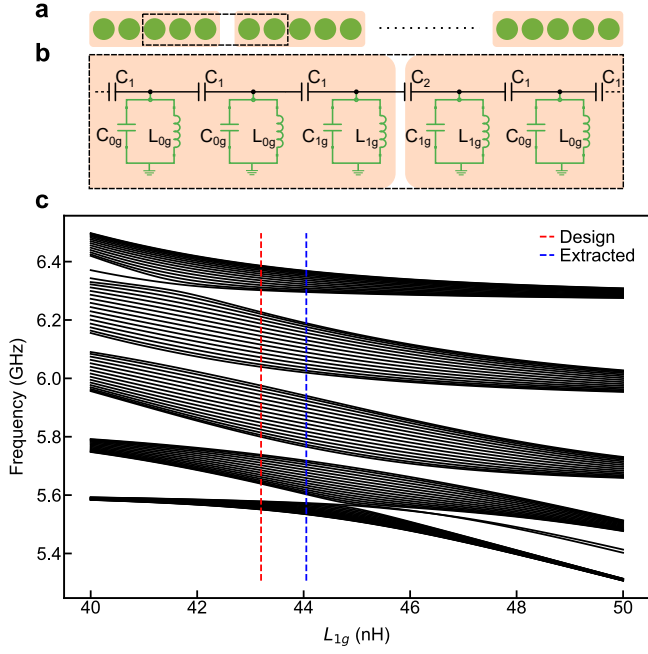 a
b
C1 C1 C1 C2 C1 C1
C0g L0g C0g L0g C1g L1g C1g L1g C0g L0g
c
Design
Extracted
6.4
6.2
6.0
5.8
5.6
5.4
Frequency (GHz)
40 42 44 46 48 50
L1g (nH)